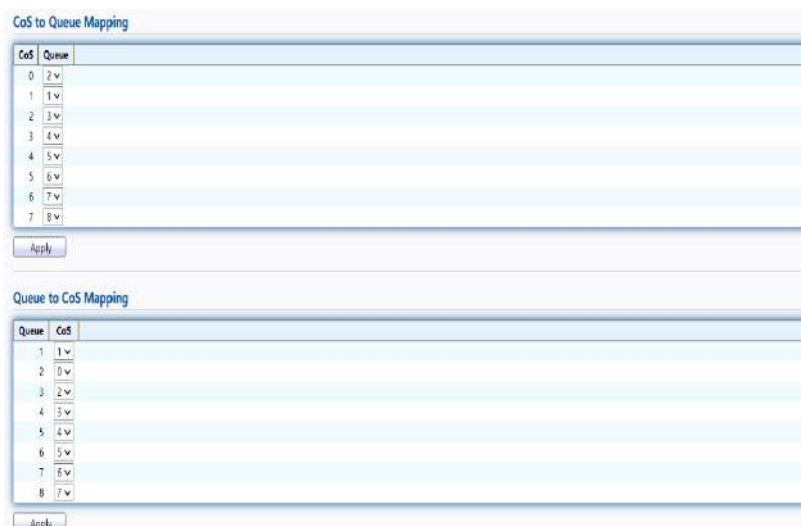 CoS to Queue Mapping
CoS Queue
0 2
1 1
2 3
3 4
4 5
5 6
6 7
7 8
Apply
Queue to CoS Mapping
Queue CoS
1 1
2 0
3 2
4 3
5 4
6 5
7 6
8 7
Apply